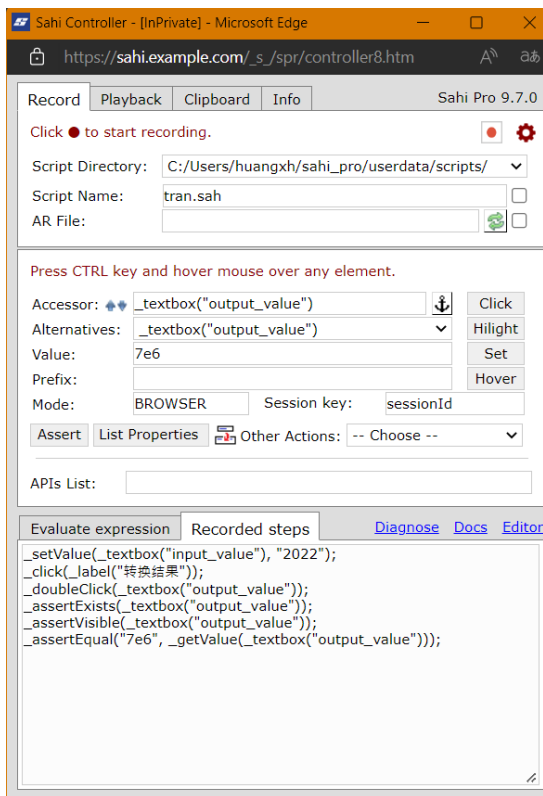 Sahi Controller - [InPrivate] - Microsoft Edge
https://sahi.example.com/_s_/spr/controller8.htm
Record Playback Clipboard Info Sahi Pro 9.7.0
Click ● to start recording.
Script Directory: C:/Users/huangxh/sahi_pro/userdata/scripts/
Script Name: tran.sah
AR File:
Press CTRL key and hover mouse over any element.
Accessor: _textbox("output_value") Click
Alternatives: _textbox("output_value") Hilight
Value: 7e6 Set
Prefix: Hover
Mode: BROWSER Session key: sessionId
Assert List Properties Other Actions: -- Choose --
APIs List:
Evaluate expression Recorded steps Diagnose Docs Editor
_setValue(_textbox("input_value"), "2022");
_click(_label("转换结果"));
_doubleClick(_textbox("output_value"));
_assertExists(_textbox("output_value"));
_assertVisible(_textbox("output_value"));
_assertEqual("7e6", _getValue(_textbox("output_value")));